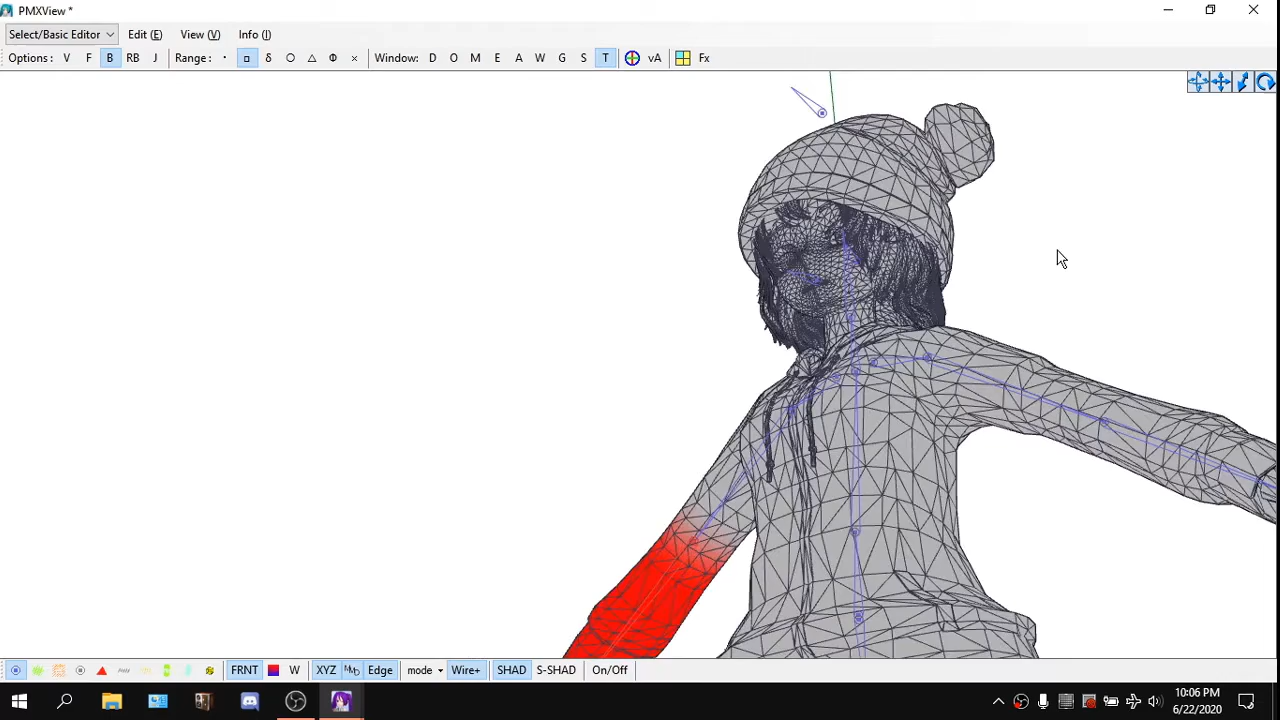 PMXView *
Select/Basic Editor Edit (E) View (V) Info (I)
Options: V F B RB J Range: · □ δ ○ △ Φ × Window: D O M E A W G S T vA Fx
FRNT W XYZ Edge mode Wire+ SHAD S-SHAD On/Off
10:06 PM
6/22/2020